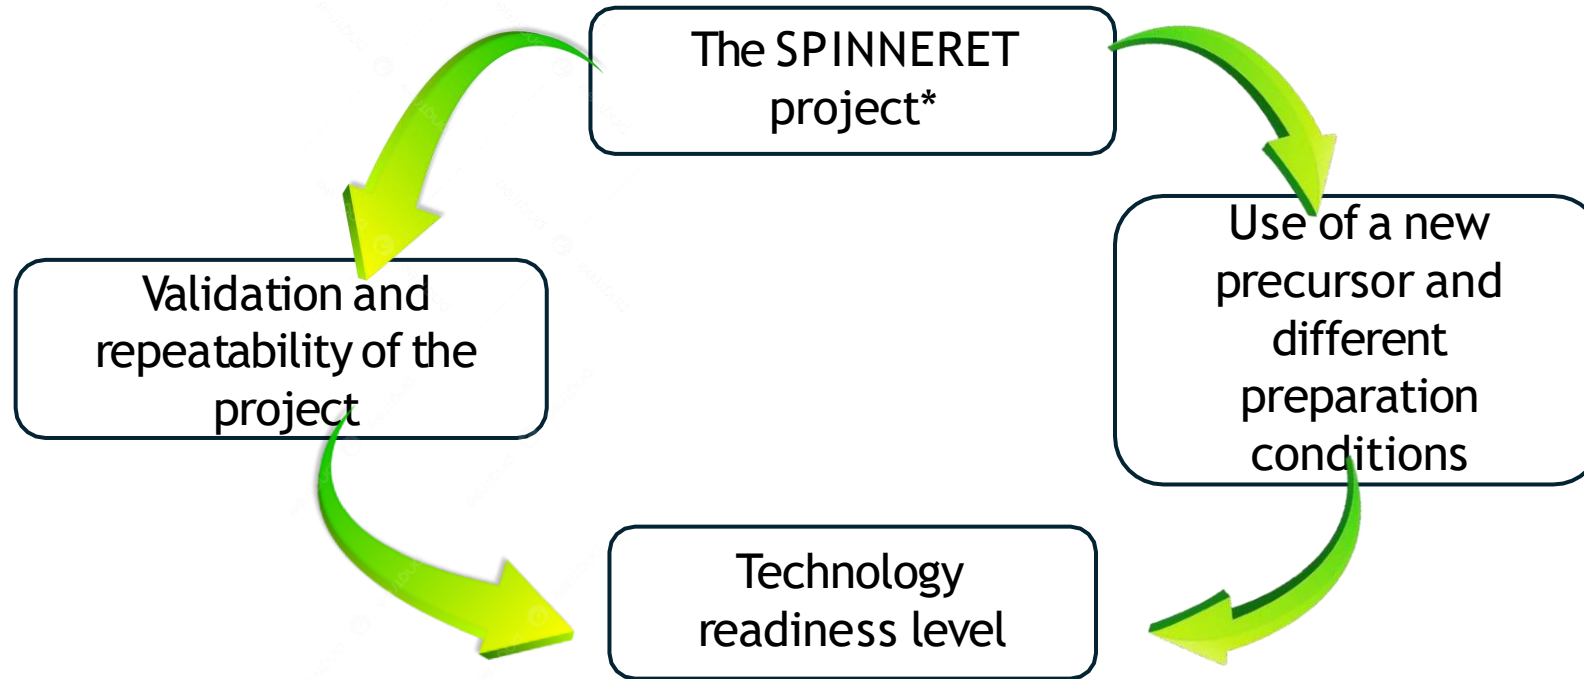 The SPINNERET
project*
Validation and
repeatability of the
project
Use of a new
precursor and
different
preparation
conditions
Technology
readiness level